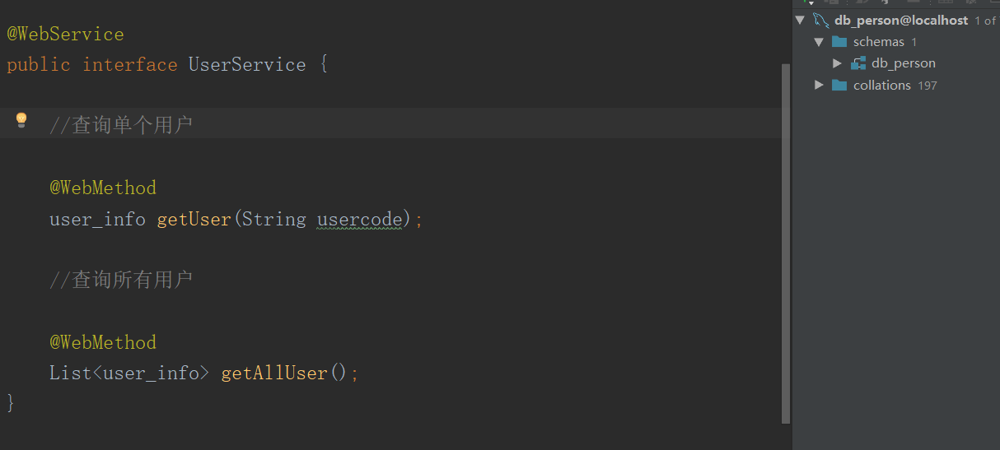 @WebService
public interface UserService {
//查询单个用户
@WebMethod
user_info getUser(String usercode);
//查询所有用户
@WebMethod
List<user_info> getAllUser();
}
db_person@localhost 1 of
schemas 1
db_person
collations 197